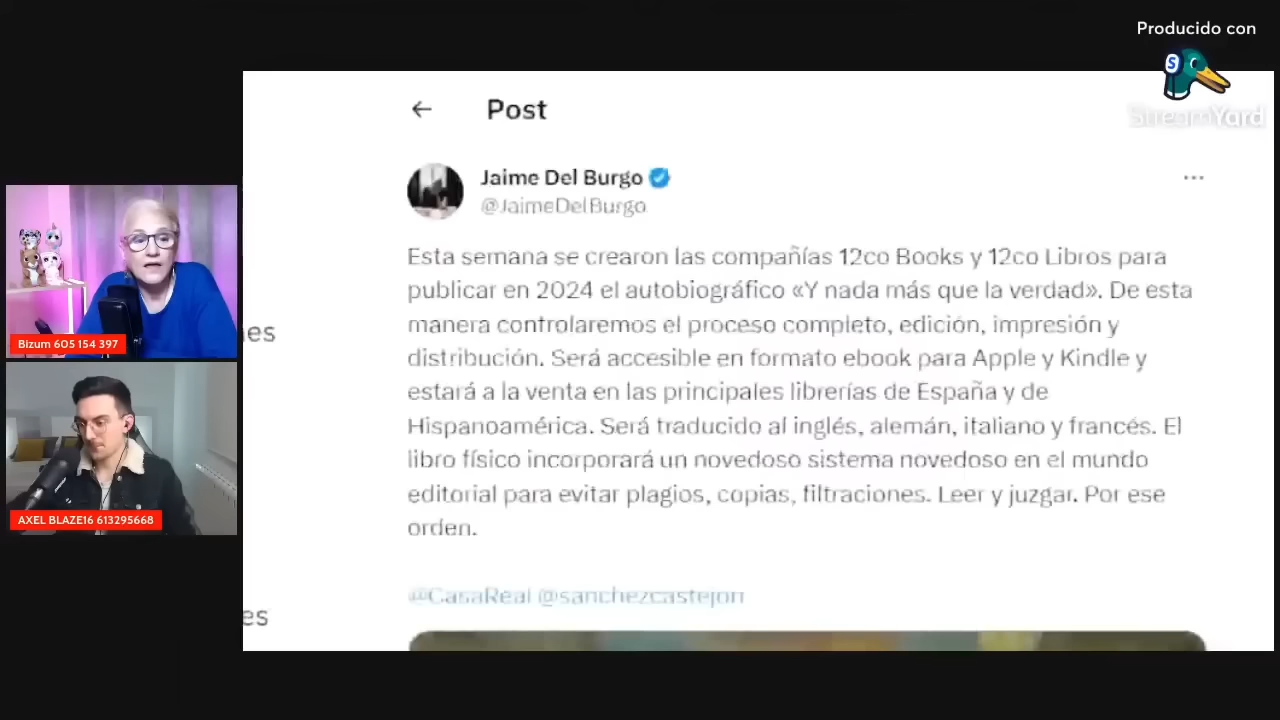 Producido con
StreamYard
Post
Jaime Del Burgo
@JaimeDelBurgo
Esta semana se crearon las compañías 12co Books y 12co Libros para
publicar en 2024 el autobiográfico «Y nada más que la verdad». De esta
manera controlaremos el proceso completo, edición, impresión y
distribución. Será accesible en formato ebook para Apple y Kindle y
estará a la venta en las principales librerías de España y de
Hispanoamérica. Será traducido al inglés, alemán, italiano y francés. El
libro físico incorporará un novedoso sistema novedoso en el mundo
editorial para evitar plagios, copias, filtraciones. Leer y juzgar. Por ese
orden.
@CasaReal @sanchezcastejon
es
es
Bizum 605 154 397
AXEL BLAZE16 613295668